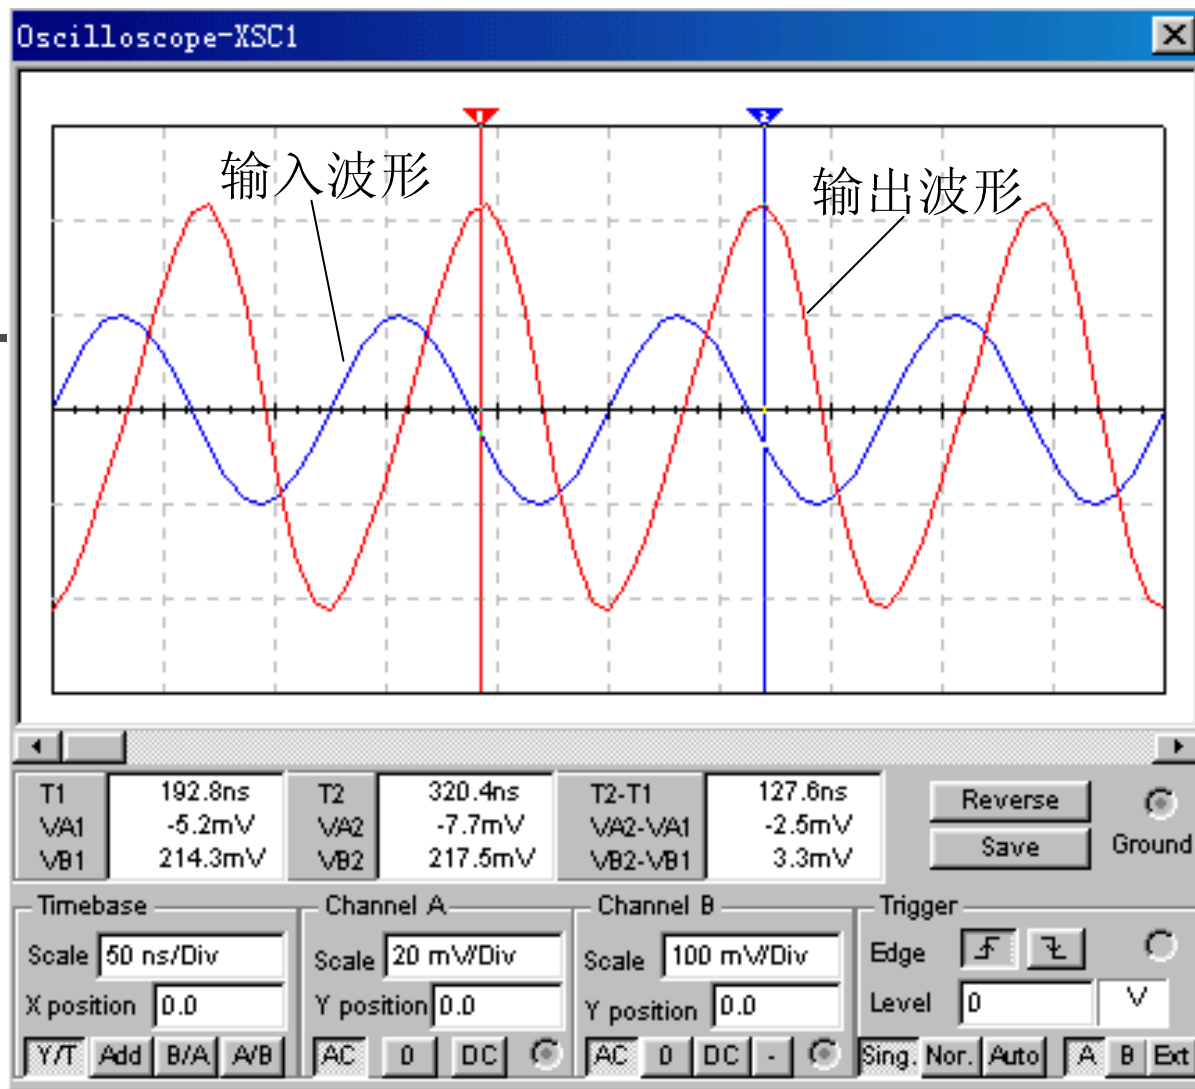 Oscilloscope-XSC1
1
2
输入波形
输出波形
T1 192.8ns T2 320.4ns T2-T1 127.6ns Reverse
VA1 -5.2mV VA2 -7.7mV VA2-VA1 -2.5mV Save
VB1 214.3mV VB2 217.5mV VB2-VB1 3.3mV Ground
Timebase Channel A Channel B Trigger
Scale 50 ns/Div Scale 20 mV/Div Scale 100 mV/Div Edge
X position 0.0 Y position 0.0 Y position 0.0 Level 0 V
Y/T Add B/A A/B AC 0 DC AC 0 DC - Sing. Nor. Auto A B Ext